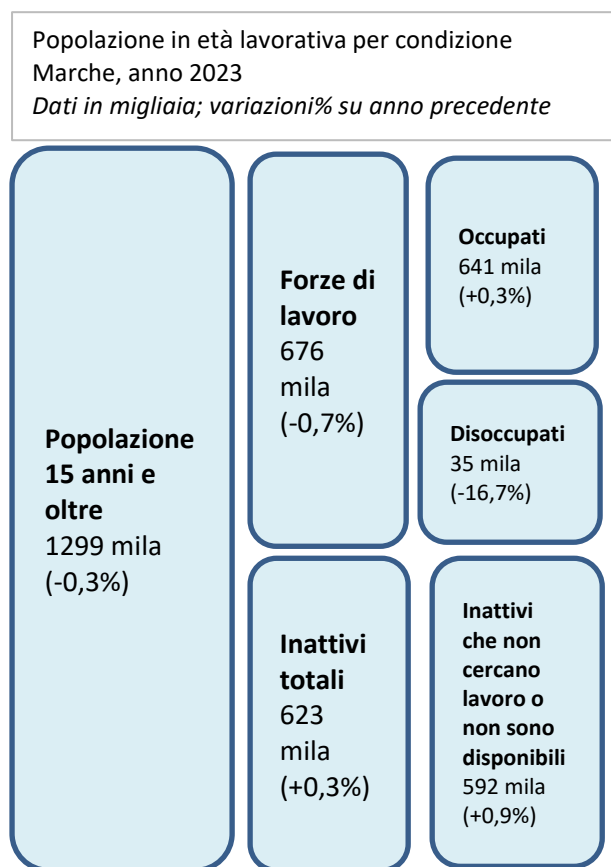 Popolazione in età lavorativa per condizione
Marche, anno 2023
Dati in migliaia; variazioni% su anno precedente
Popolazione
15 anni e
oltre
1299 mila
(-0,3%)
Forze di
lavoro
676
mila
(-0,7%)
Inattivi
totali
623
mila
(+0,3%)
Occupati
641 mila
(+0,3%)
Disoccupati
35 mila
(-16,7%)
Inattivi
che non
cercano
lavoro o
non sono
disponibili
592 mila
(+0,9%)